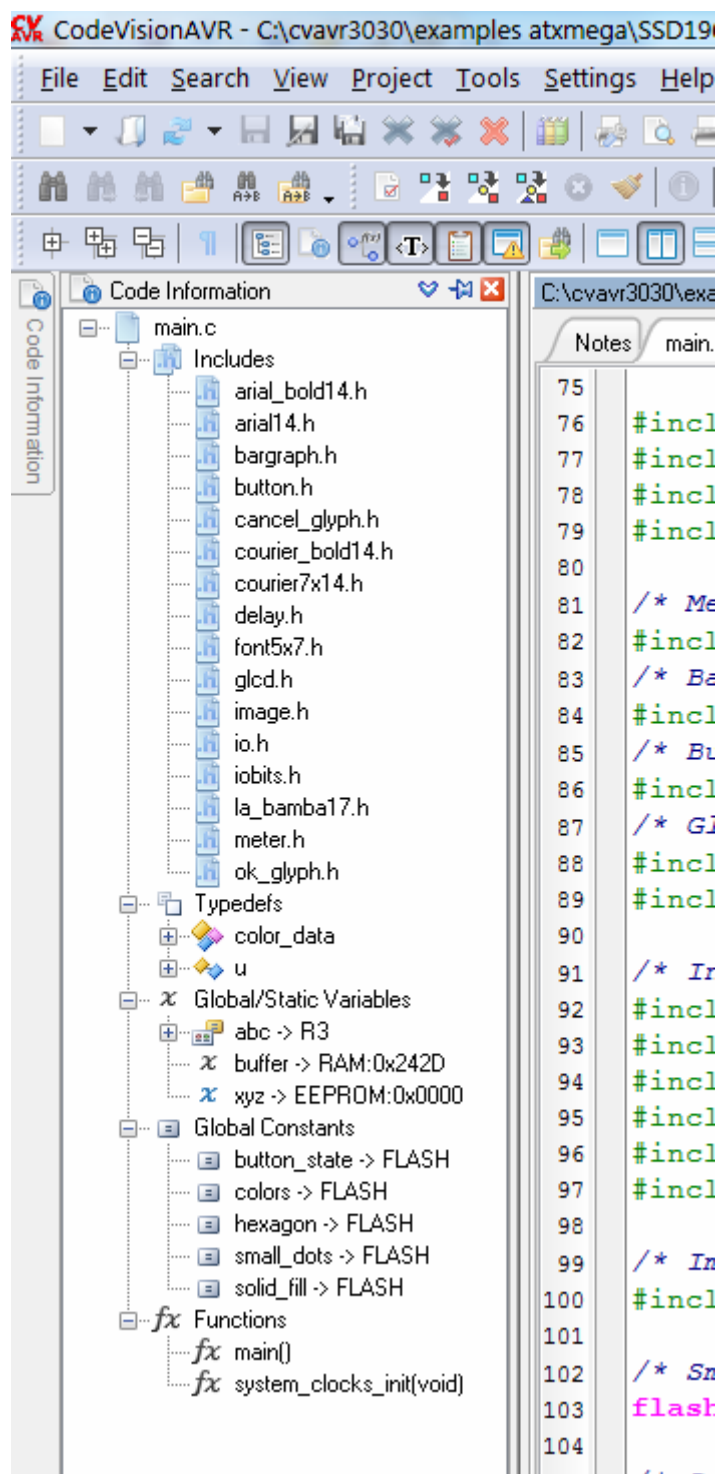 CodeVisionAVR - C:\cvavr3030\examples atxmega\SSD19
File Edit Search View Project Tools Settings Help
Code Information
C:\cvavr3030\exa
Code Information
Notes main.
main.c
Includes
arial_bold14.h
arial14.h
bargraph.h
button.h
cancel_glyph.h
courier_bold14.h
courier7x14.h
delay.h
font5x7.h
glcd.h
image.h
io.h
iobits.h
la_bamba17.h
meter.h
ok_glyph.h
Typedefs
color_data
u
x Global/Static Variables
abc -> R3
x buffer -> RAM:0x242D
x xyz -> EEPROM:0x0000
Global Constants
button_state -> FLASH
colors -> FLASH
hexagon -> FLASH
small_dots -> FLASH
solid_fill -> FLASH
fx Functions
fx main()
fx system_clocks_init(void)
75
76 #incl
77 #incl
78 #incl
79 #incl
80
81 /* Me
82 #incl
83 /* Ba
84 #incl
85 /* Bu
86 #incl
87 /* Gl
88 #incl
89 #incl
90
91 /* In
92 #incl
93 #incl
94 #incl
95 #incl
96 #incl
97 #incl
98
99 /* In
100 #incl
101
102 /* Sm
103 flash
104